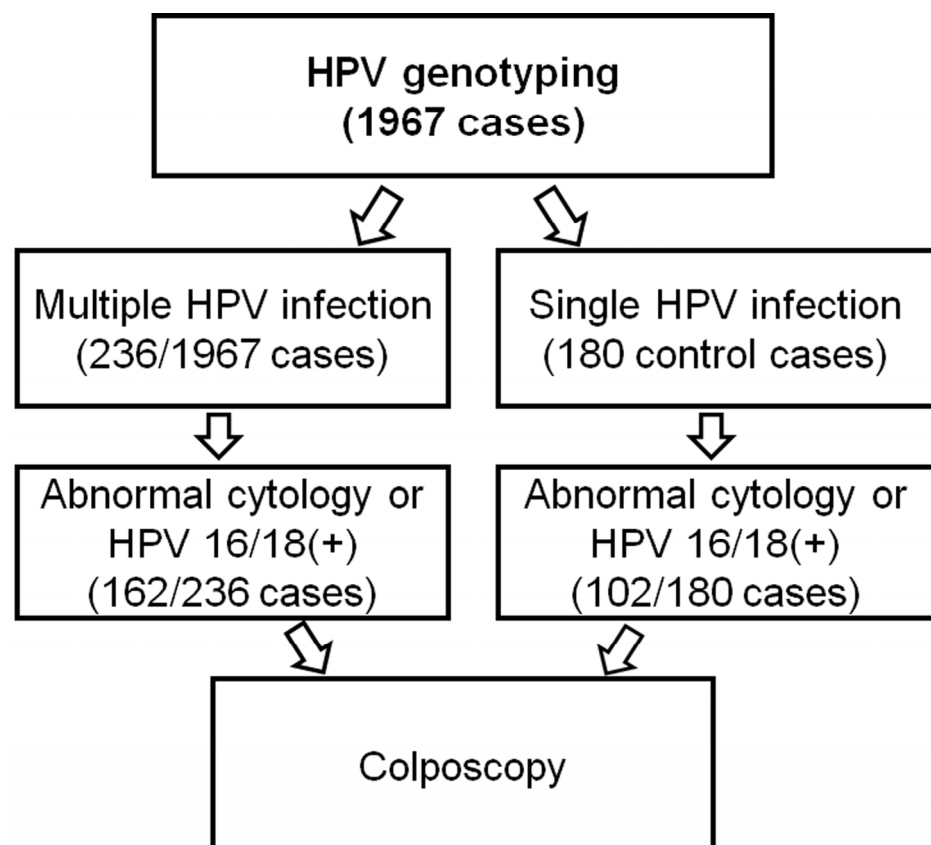 HPV genotyping
(1967 cases)
Multiple HPV infection
(236/1967 cases)
Single HPV infection
(180 control cases)
Abnormal cytology or
HPV 16/18(+)
(162/236 cases)
Abnormal cytology or
HPV 16/18(+)
(102/180 cases)
Colposcopy